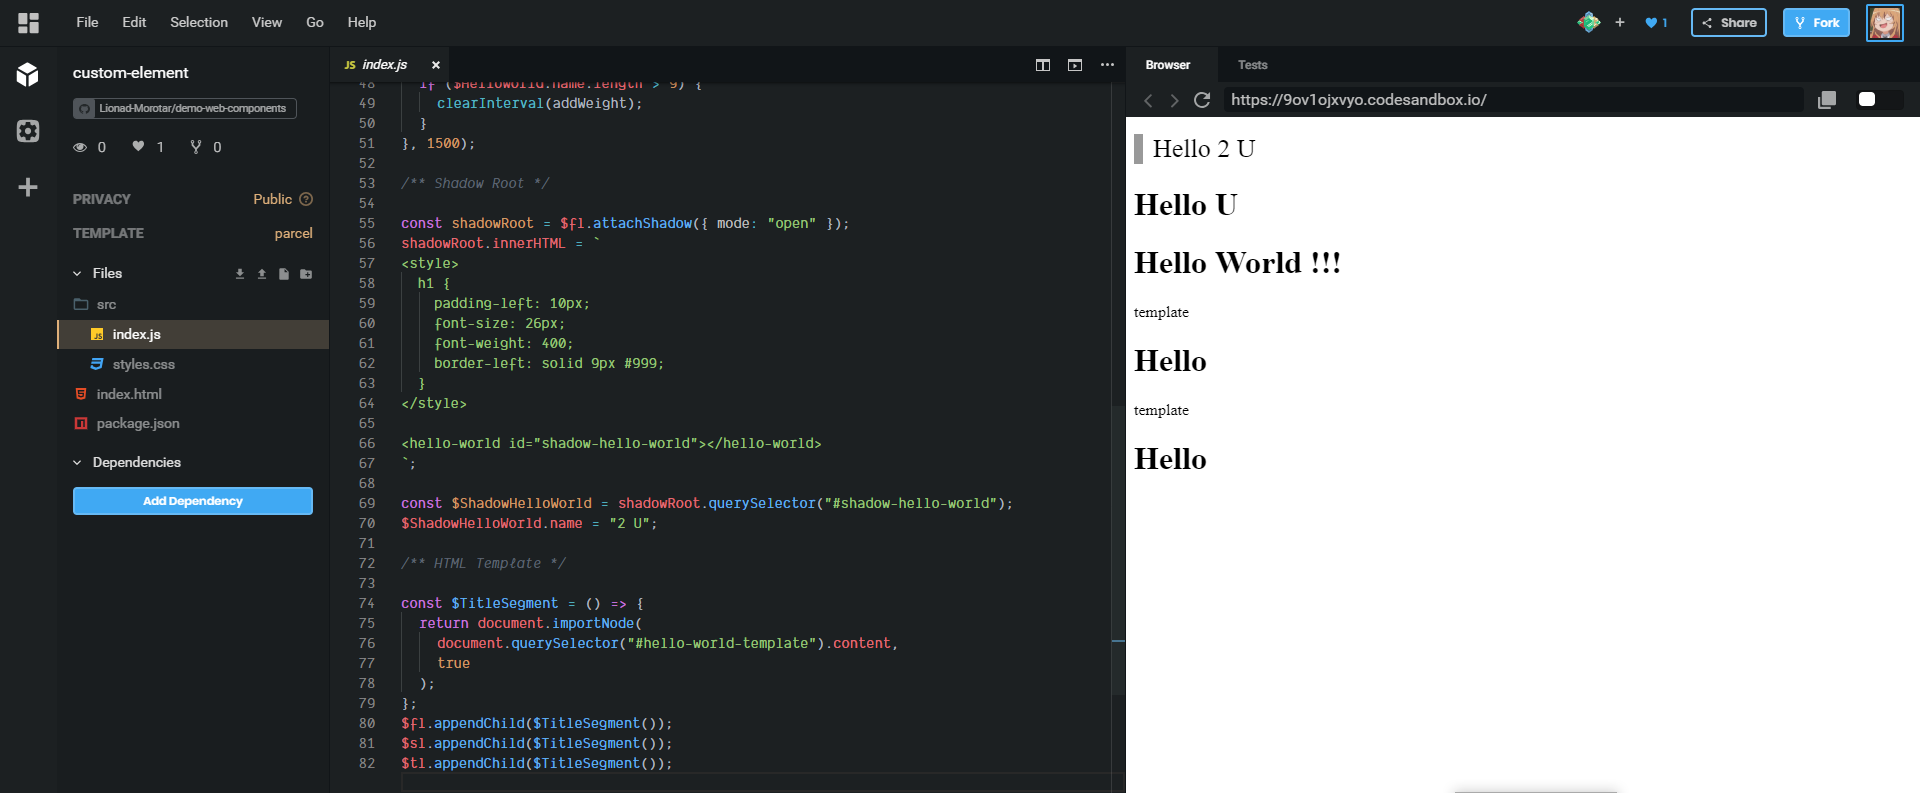 File Edit Selection View Go Help
1 Share Fork
custom-element
Lionad-Morotar/demo-web-components
0 1 0
PRIVACY Public
TEMPLATE parcel
Files
src
index.js
styles.css
index.html
package.json
Dependencies
Add Dependency
JS index.js
48 if ($HelloWorld.name.length > 9) {
49 clearInterval(addWeight);
50 }
51 }, 1500);
52
53 /** Shadow Root */
54
55 const shadowRoot = $fl.attachShadow({ mode: "open" });
56 shadowRoot.innerHTML = `
57 <style>
58 h1 {
59 padding-left: 10px;
60 font-size: 26px;
61 font-weight: 400;
62 border-left: solid 9px #999;
63 }
64 </style>
65
66 <hello-world id="shadow-hello-world"></hello-world>
67 `;
68
69 const $ShadowHelloWorld = shadowRoot.querySelector("#shadow-hello-world");
70 $ShadowHelloWorld.name = "2 U";
71
72 /** HTML Template */
73
74 const $TitleSegment = () => {
75 return document.importNode(
76 document.querySelector("#hello-world-template").content,
77 true
78 );
79 };
80 $fl.appendChild($TitleSegment());
81 $sl.appendChild($TitleSegment());
82 $tl.appendChild($TitleSegment());
Browser Tests
https://9ov1ojxvyo.codesandbox.io/
Hello 2 U
Hello U
Hello World !!!
template
Hello
template
Hello